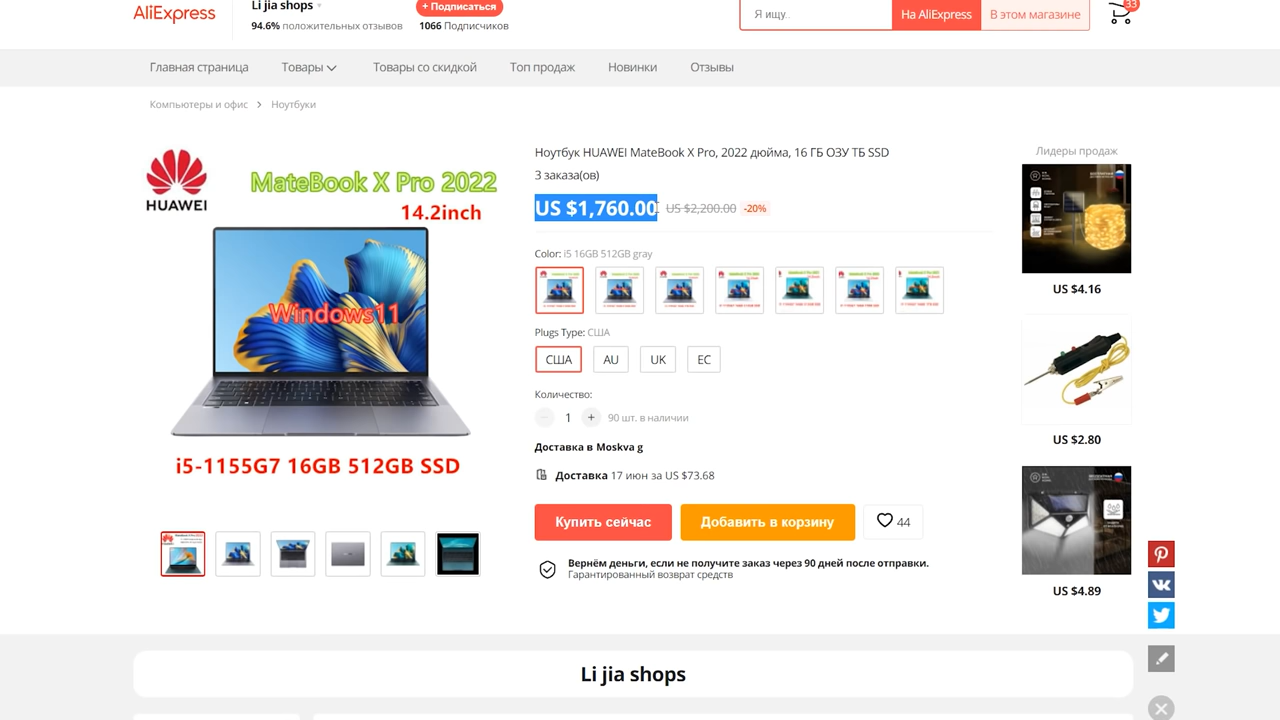 AliExpress
Li jia shops
94.6% положительных отзывов
+ Подписаться
1066 Подписчиков
Я ищу..
На AliExpress
В этом магазине
33
Главная страница
Товары
Товары со скидкой
Топ продаж
Новинки
Отзывы
Компьютеры и офис > Ноутбуки
HUAWEI
MateBook X Pro 2022
14.2inch
Windows11
i5-1155G7 16GB 512GB SSD
Ноутбук HUAWEI MateBook X Pro, 2022 дюйма, 16 ГБ ОЗУ ТБ SSD
3 заказа(ов)
US $1,760.00 US $2,200.00 -20%
Color: i5 16GB 512GB gray
Plugs Type: США
США
AU
UK
EC
Количество:
1 + 90 шт. в наличии
Доставка в Moskva g
Доставка 17 июн за US $73.68
Купить сейчас
Добавить в корзину
44
Вернём деньги, если не получите заказ через 90 дней после отправки.
Гарантированный возврат средств
Лидеры продаж
US $4.16
US $2.80
US $4.89
Li jia shops